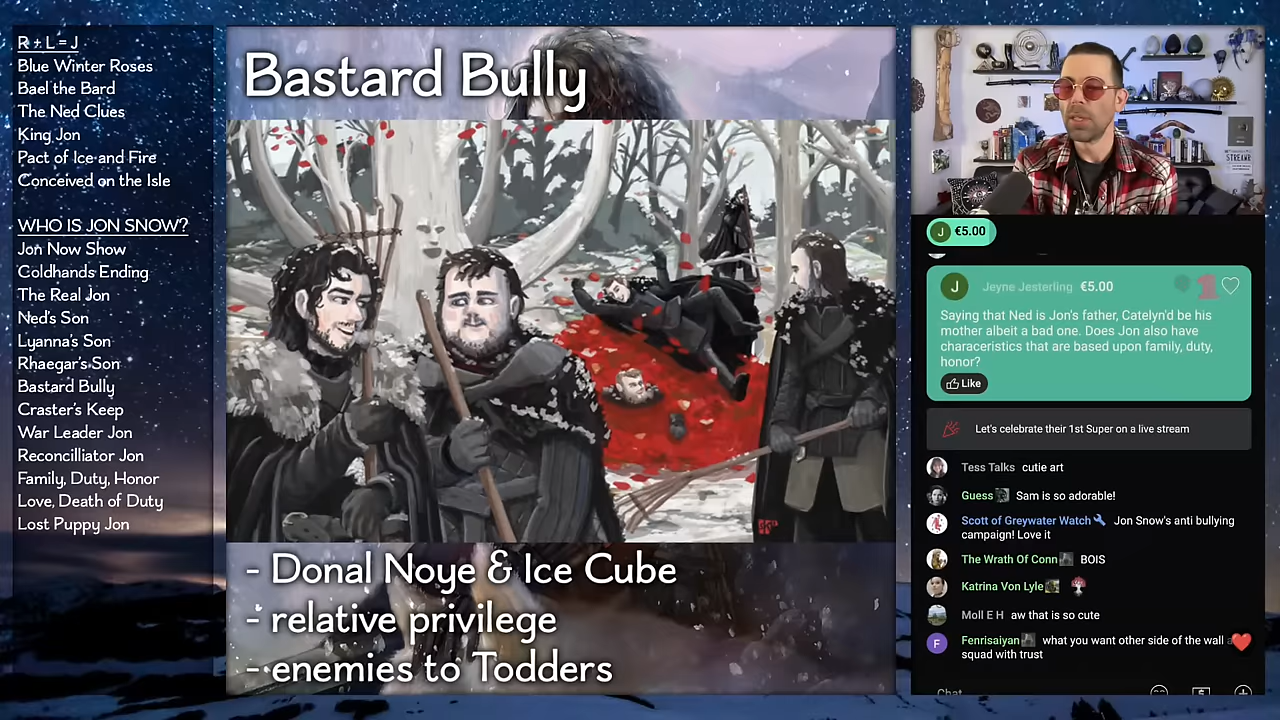 R + L = J
Blue Winter Roses
Bael the Bard
The Ned Clues
King Jon
Pact of Ice and Fire
Conceived on the Isle
WHO IS JON SNOW?
Jon Now Show
Coldhands Ending
The Real Jon
Ned's Son
Lyanna's Son
Rhaegar's Son
Bastard Bully
Craster's Keep
War Leader Jon
Reconcilliator Jon
Family, Duty, Honor
Love, Death of Duty
Lost Puppy Jon
Bastard Bully
- Donal Noye & Ice Cube
- relative privilege
- enemies to Todders
STREAMR
J €5.00
J Jeyne Jesterling €5.00
Saying that Ned is Jon's father, Catelyn'd be his
mother albeit a bad one. Does Jon also have
characeristics that are based upon family, duty,
honor?
Like
Let's celebrate their 1st Super on a live stream
Tess Talks cutie art
Guess Sam is so adorable!
Scott of Greywater Watch Jon Snow's anti bullying
campaign! Love it
The Wrath Of Conn BOIS
Katrina Von Lyle
Moll E H aw that is so cute
F Fenrisaiyan what you want other side of the wall
squad with trust
Chat